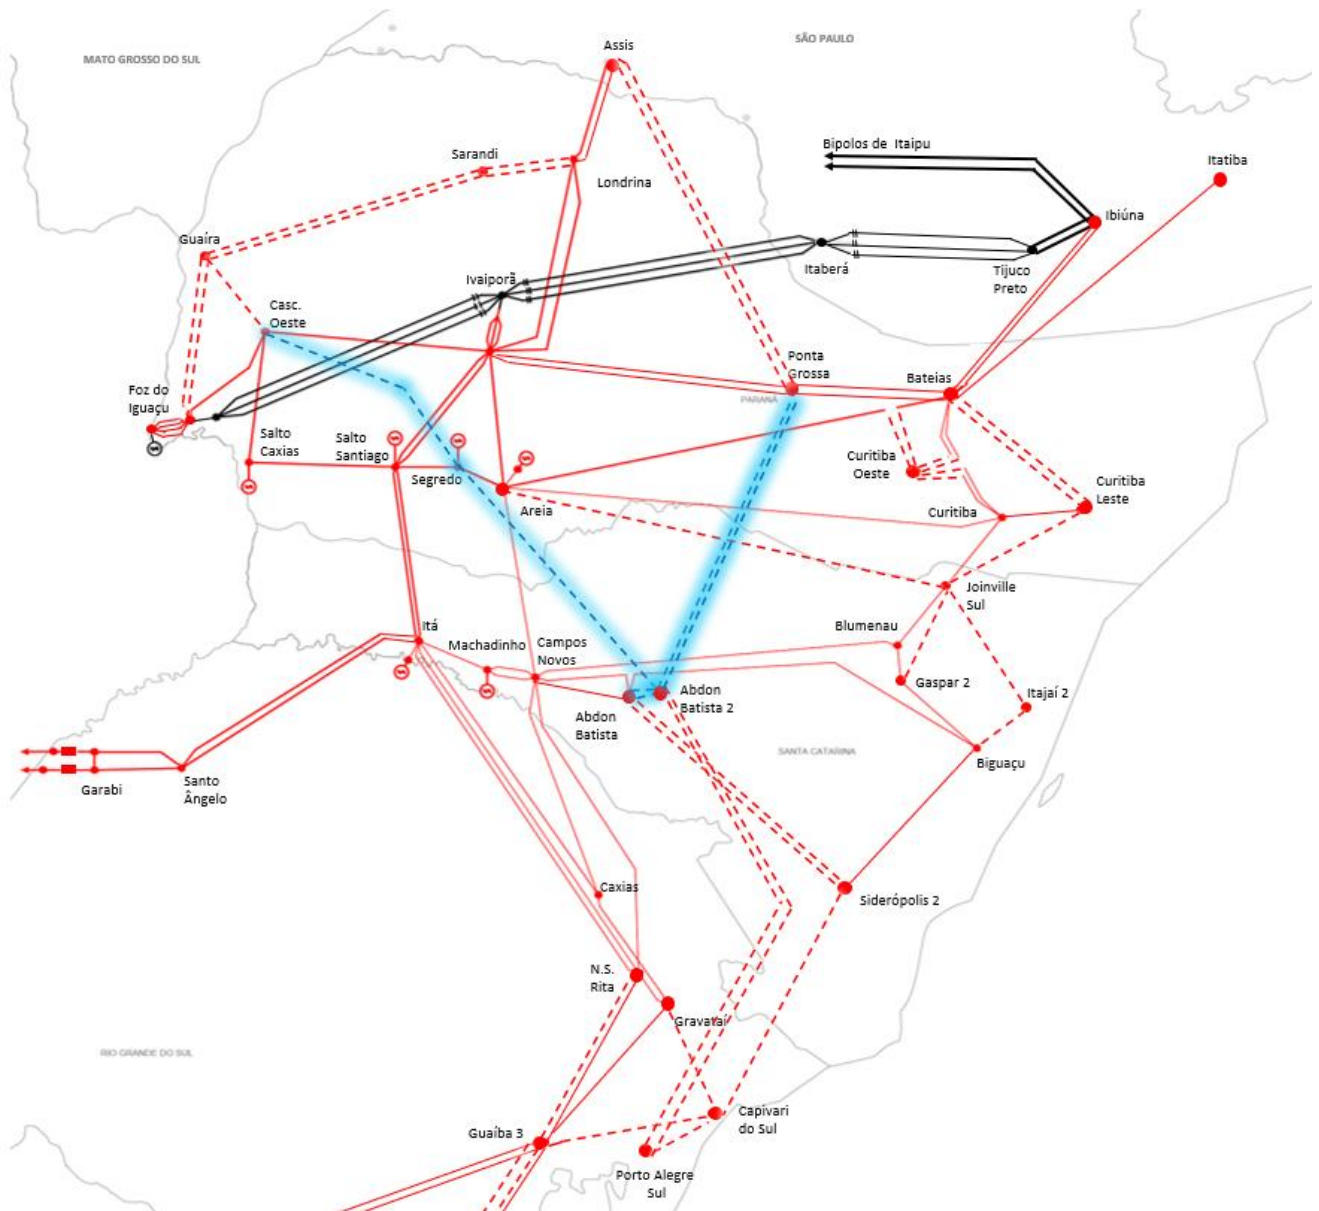 SÃO PAULO
Assis
MATO GROSSO DO SUL
Bipolos de Itaipu
Sarandi
Itatiba
Londrina
Ibiúna
Guaíra
Itaberá
Tijuco
Preto
Ivaiporã
Casc.
Oeste
Ponta
Grossa
Bateias
Foz do
Iguaçu
PARANÁ
Salto
Caxias
Salto
Santiago
Segredo
Curitiba
Oeste
Curitiba
Leste
Areia
Curitiba
Joinville
Sul
Itá
Machadinho
Campos
Novos
Blumenau
Gaspar 2
Itajaí 2
Abdon
Batista 2
Abdon
Batista
SANTA CATARINA
Biguaçu
Garabi
Santo
Ângelo
Caxias
Siderópolis 2
N.S.
Rita
Gravataí
RIO GRANDE DO SUL
Capivari
do Sul
Guaíba 3
Porto Alegre
Sul